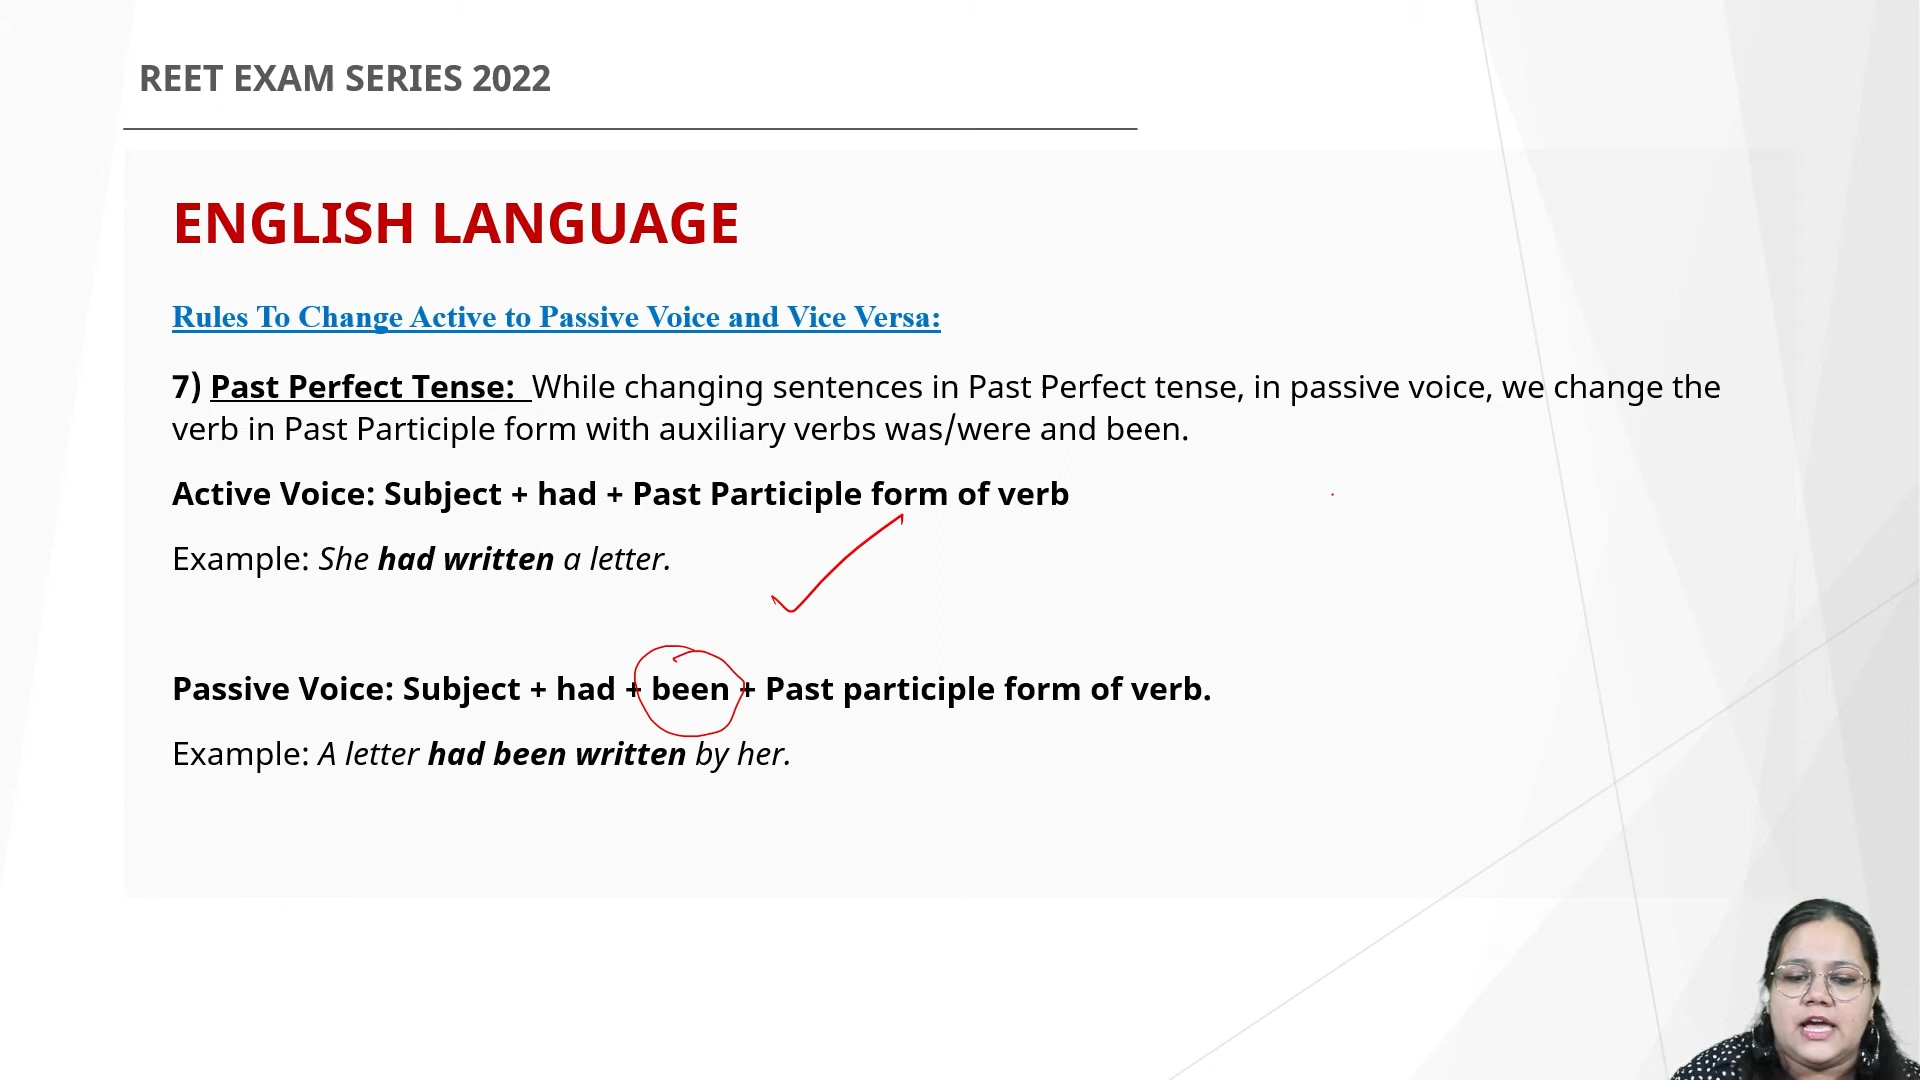 REET EXAM SERIES 2022
ENGLISH LANGUAGE
Rules To Change Active to Passive Voice and Vice Versa:
7) Past Perfect Tense: While changing sentences in Past Perfect tense, in passive voice, we change the
verb in Past Participle form with auxiliary verbs was/were and been.
Active Voice: Subject + had + Past Participle form of verb
Example: She had written a letter.
Passive Voice: Subject + had + been + Past participle form of verb.
Example: A letter had been written by her.